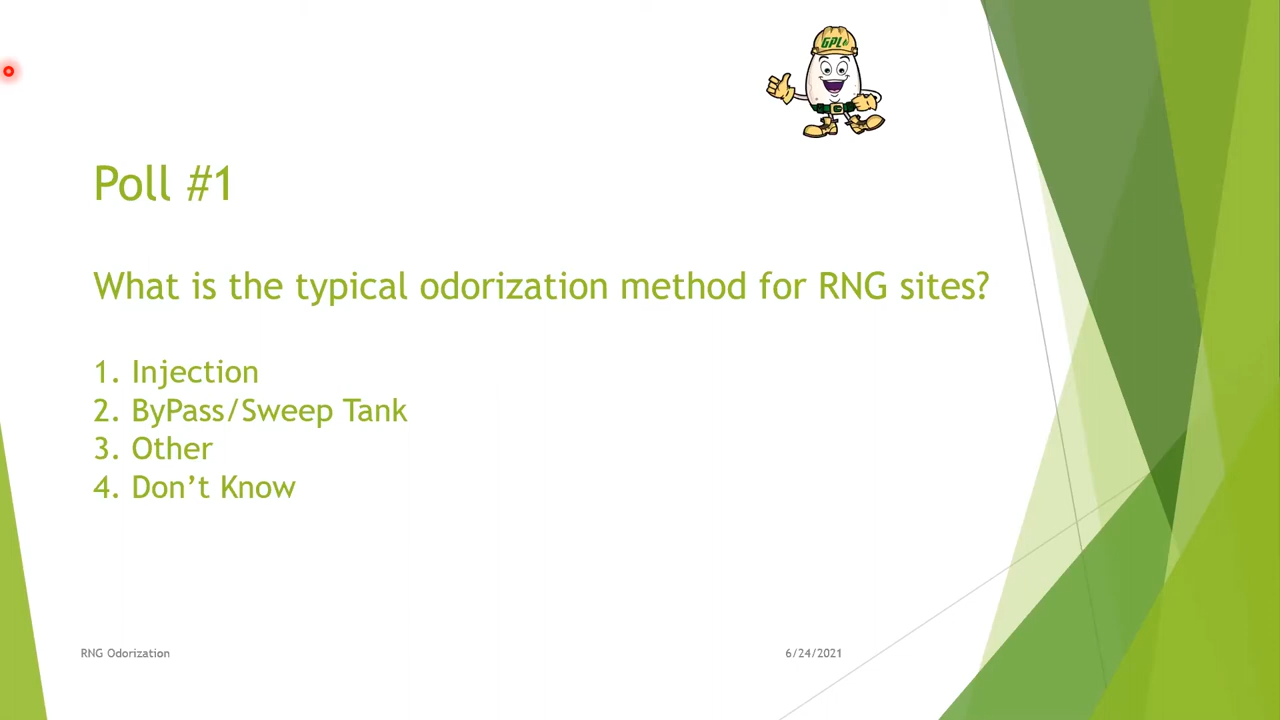 GPL
Poll #1
What is the typical odorization method for RNG sites?
1. Injection
2. ByPass/Sweep Tank
3. Other
4. Don’t Know
RNG Odorization
6/24/2021